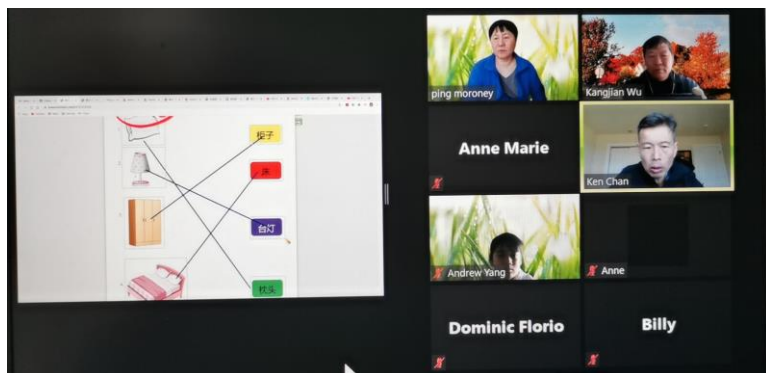 柜子
床
台灯
枕头
ping moroney
Kangjian Wu
Anne Marie
Ken Chan
Andrew Yang
Anne
Dominic Florio
Billy